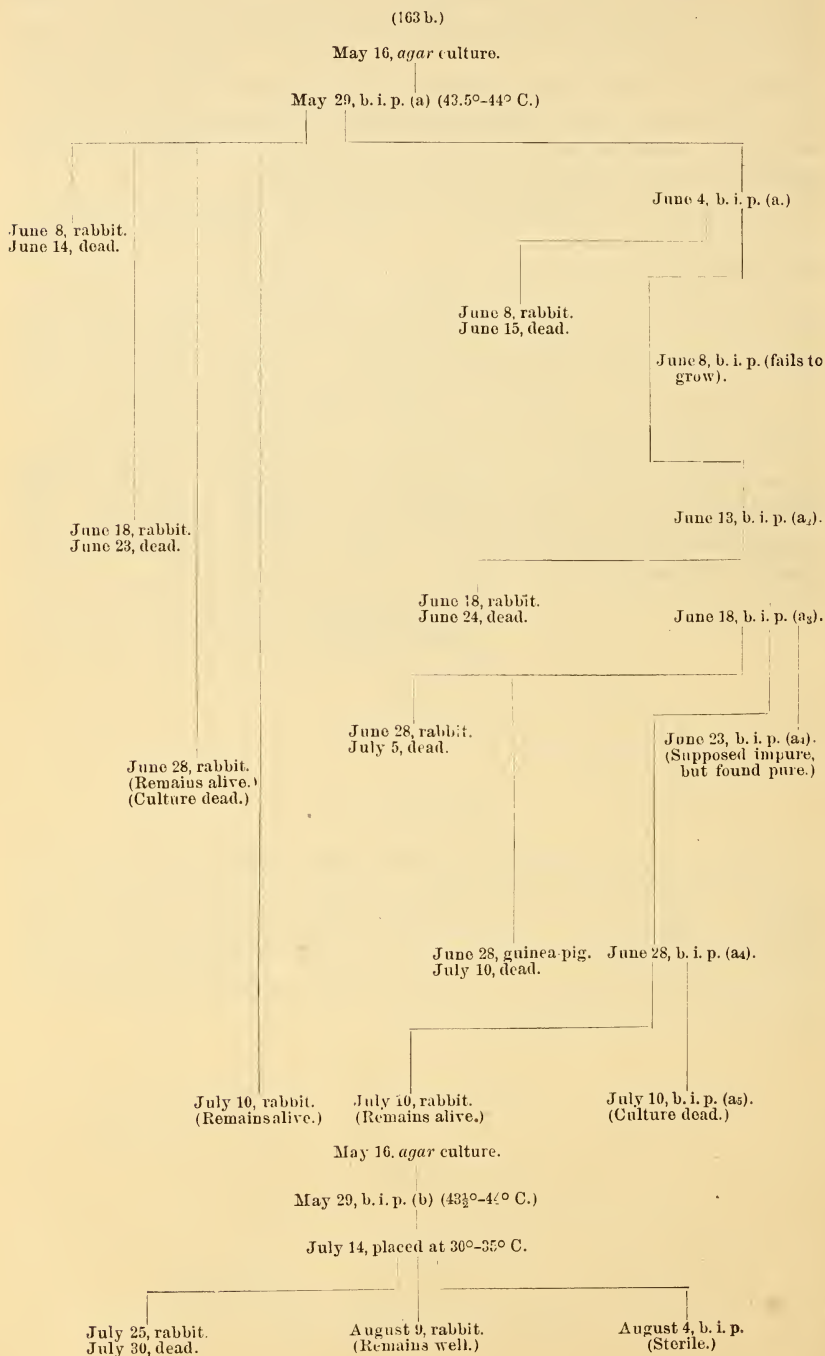 (163 b.)
May 16, agar culture.
May 29, b. i. p. (a) (43.5°–44° C.)
June 4, b. i. p. (a.)
June 8, rabbit.
June 14, dead.
June 8, rabbit.
June 15, dead.
June 8, b. i. p. (fails to
grow).
June 13, b. i. p. (a₂).
June 18, rabbit.
June 23, dead.
June 18, rabbit.
June 24, dead.
June 18, b. i. p. (a₃).
June 28, rabbit.
July 5, dead.
June 23, b. i. p. (a₄).
(Supposed impure,
but found pure.)
June 28, rabbit.
(Remains alive.)
(Culture dead.)
June 28, guinea-pig.
July 10, dead.
June 28, b. i. p. (a₄).
July 10, rabbit.
(Remains alive.)
July 10, rabbit.
(Remains alive.)
July 10, b. i. p. (a₅).
(Culture dead.)
May 16. agar culture.
May 29, b. i. p. (b) (43½°–44° C.)
July 14, placed at 30°–35° C.
July 25, rabbit.
July 30, dead.
August 9, rabbit.
(Remains well.)
August 4, b. i. p.
(Sterile.)